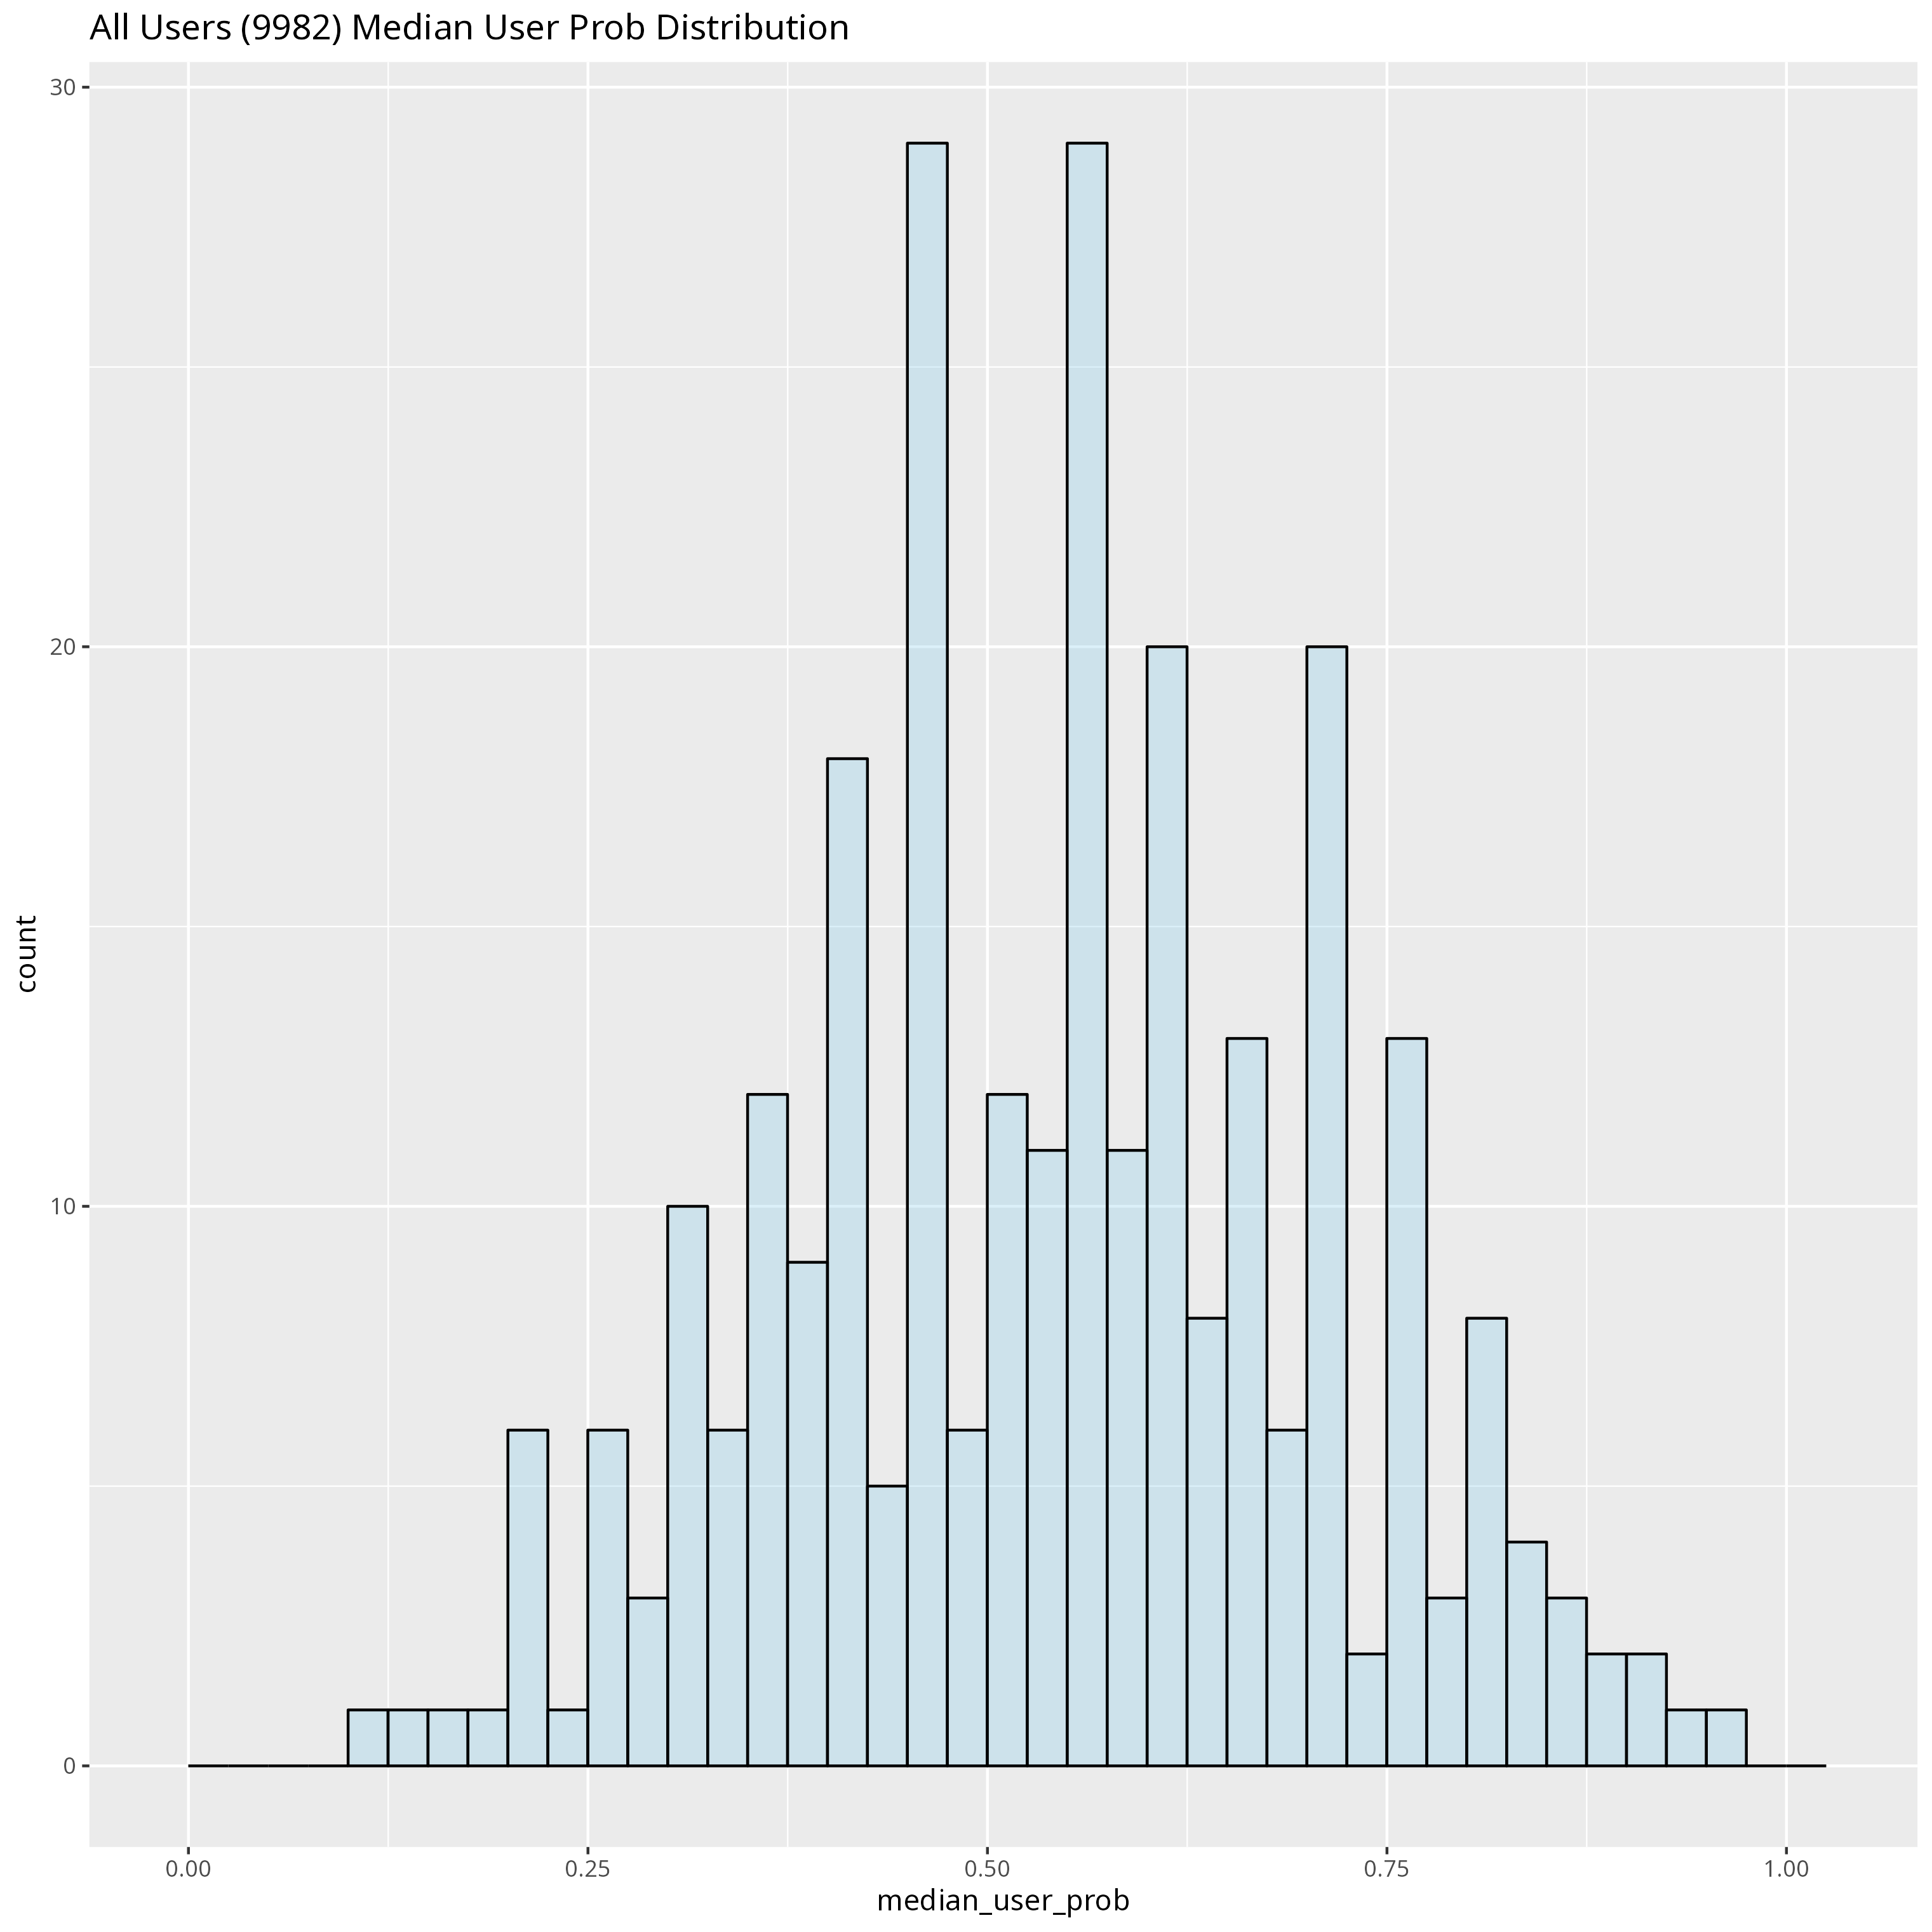 All Users (9982) Median User Prob Distribution
30
20
10
0
count
0.00 0.25 0.50 0.75 1.00
median_user_prob